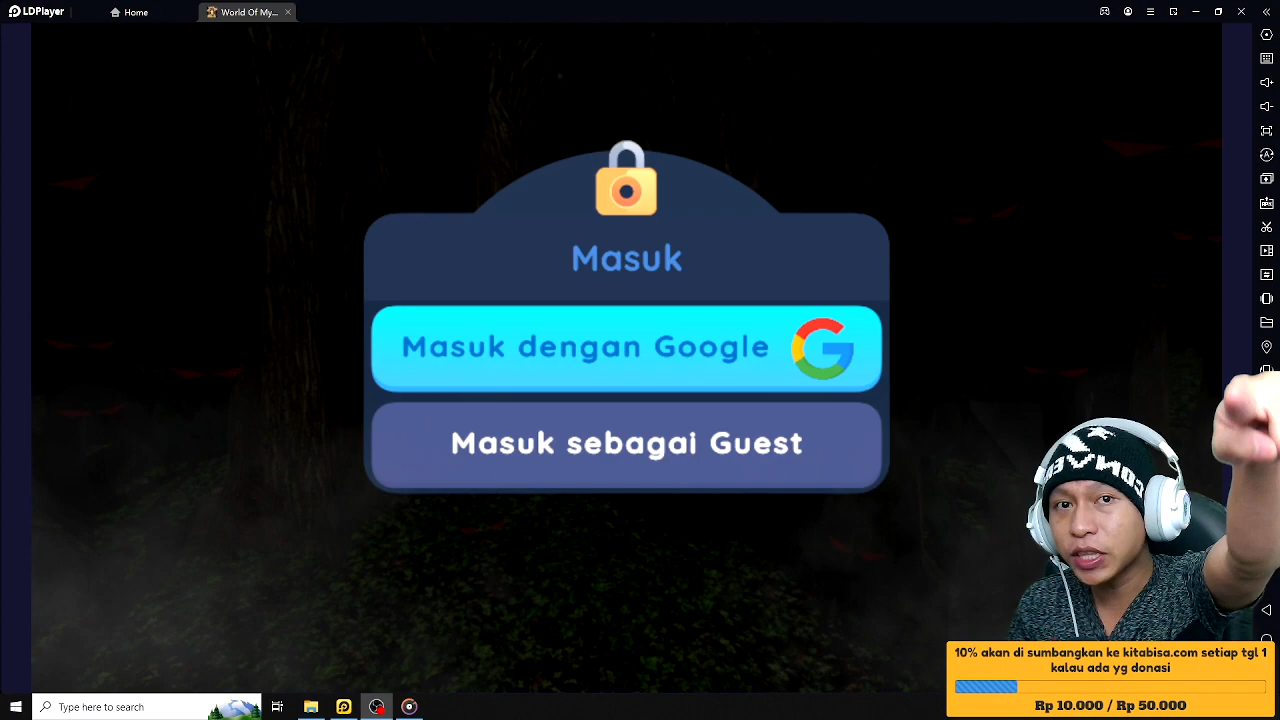 LDPlayer
Home
World Of My...
Masuk
Masuk dengan Google
Masuk sebagai Guest
CONVE
10% akan di sumbangkan ke kitabisa.com setiap tgl 1
kalau ada yg donasi
Rp 10.000 / Rp 50.000
Type here to search